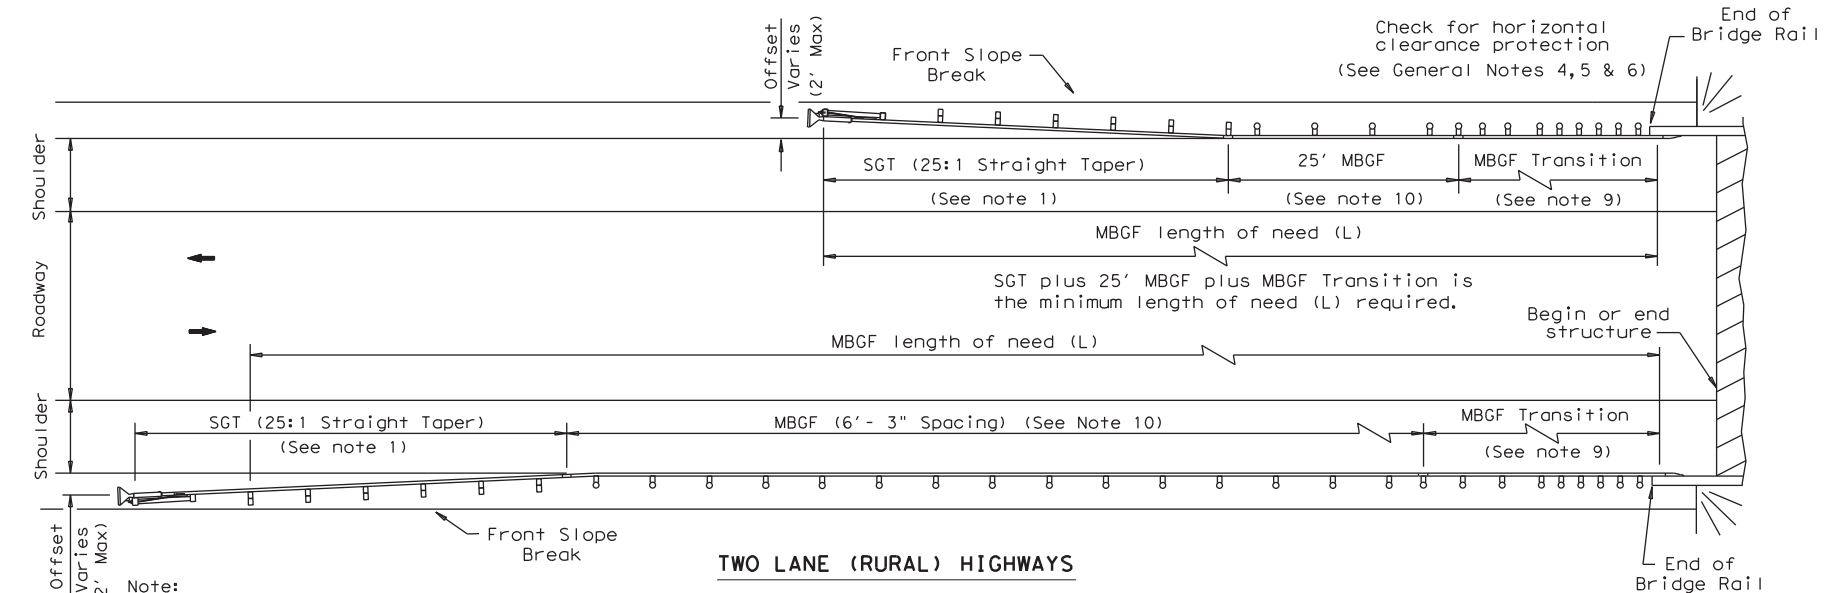 Offset
Varies
(2' Max)
Front Slope
Break
Check for horizontal
clearance protection
(See General Notes 4,5 & 6)
End of
Bridge Rail
Shoulder
SGT (25:1 Straight Taper)
(See note 1)
25' MBGF
(See note 10)
MBGF Transition
(See note 9)
MBGF length of need (L)
SGT plus 25' MBGF plus MBGF Transition is
the minimum length of need (L) required.
Roadway
Begin or end
structure
MBGF length of need (L)
Shoulder
SGT (25:1 Straight Taper)
(See note 1)
MBGF (6'- 3" Spacing) (See Note 10)
MBGF Transition
(See note 9)
Offset
Varies
2' Max)
Front Slope
Break
TWO LANE (RURAL) HIGHWAYS
End of
Bridge Rail
Note: